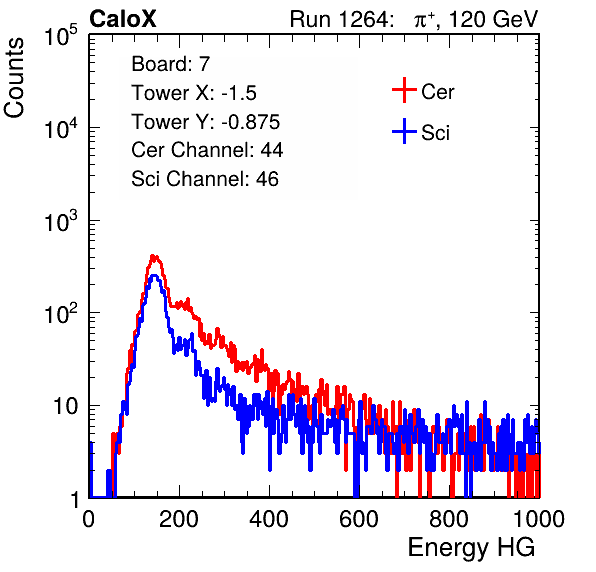 CaloX Run 1264: π⁺, 120 GeV
Counts
10⁵
10⁴
10³
10²
10
1
Board: 7
Tower X: -1.5
Tower Y: -0.875
Cer Channel: 44
Sci Channel: 46
Cer
Sci
0 200 400 600 800 1000
Energy HG